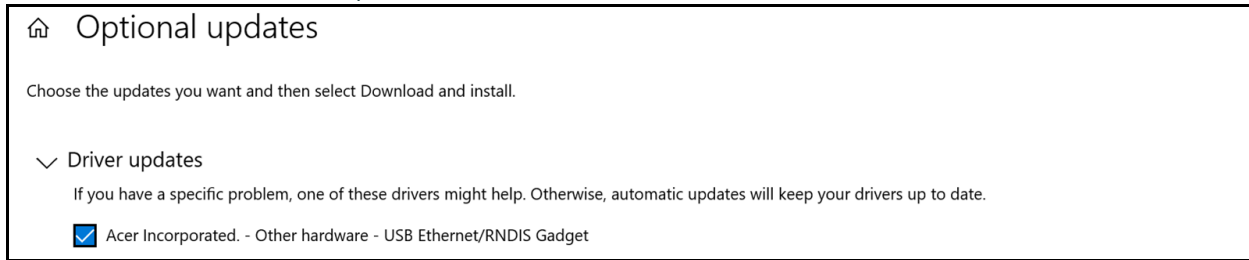 Optional updates
Choose the updates you want and then select Download and install.
Driver updates
If you have a specific problem, one of these drivers might help. Otherwise, automatic updates will keep your drivers up to date.
Acer Incorporated. - Other hardware - USB Ethernet/RNDIS Gadget